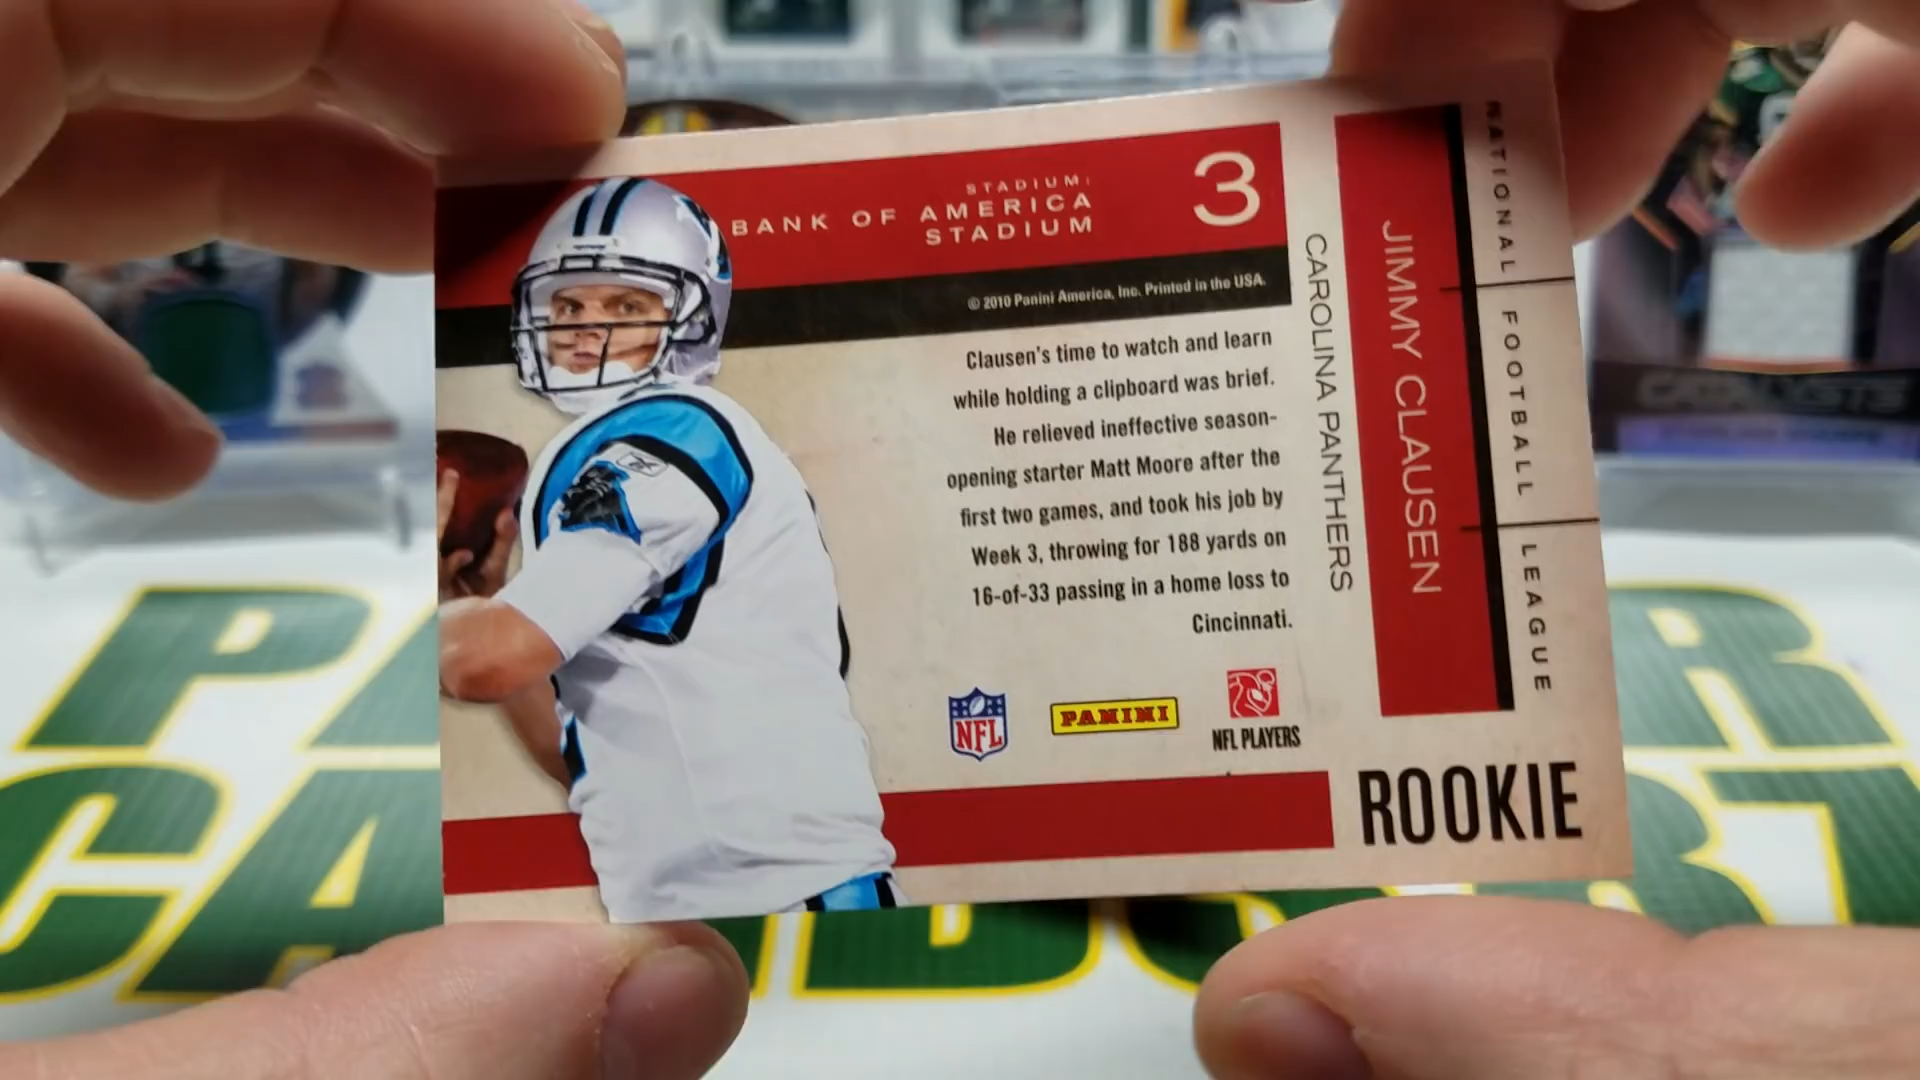 STADIUM:
BANK OF AMERICA
STADIUM
3
© 2010 Panini America, Inc. Printed in the USA.
Clausen's time to watch and learn
while holding a clipboard was brief.
He relieved ineffective season-
opening starter Matt Moore after the
first two games, and took his job by
Week 3, throwing for 188 yards on
16-of-33 passing in a home loss to
Cincinnati.
NFL
PANINI
NFL PLAYERS
CAROLINA PANTHERS
JIMMY CLAUSEN
NATIONAL FOOTBALL LEAGUE
ROOKIE
CATALYSTS